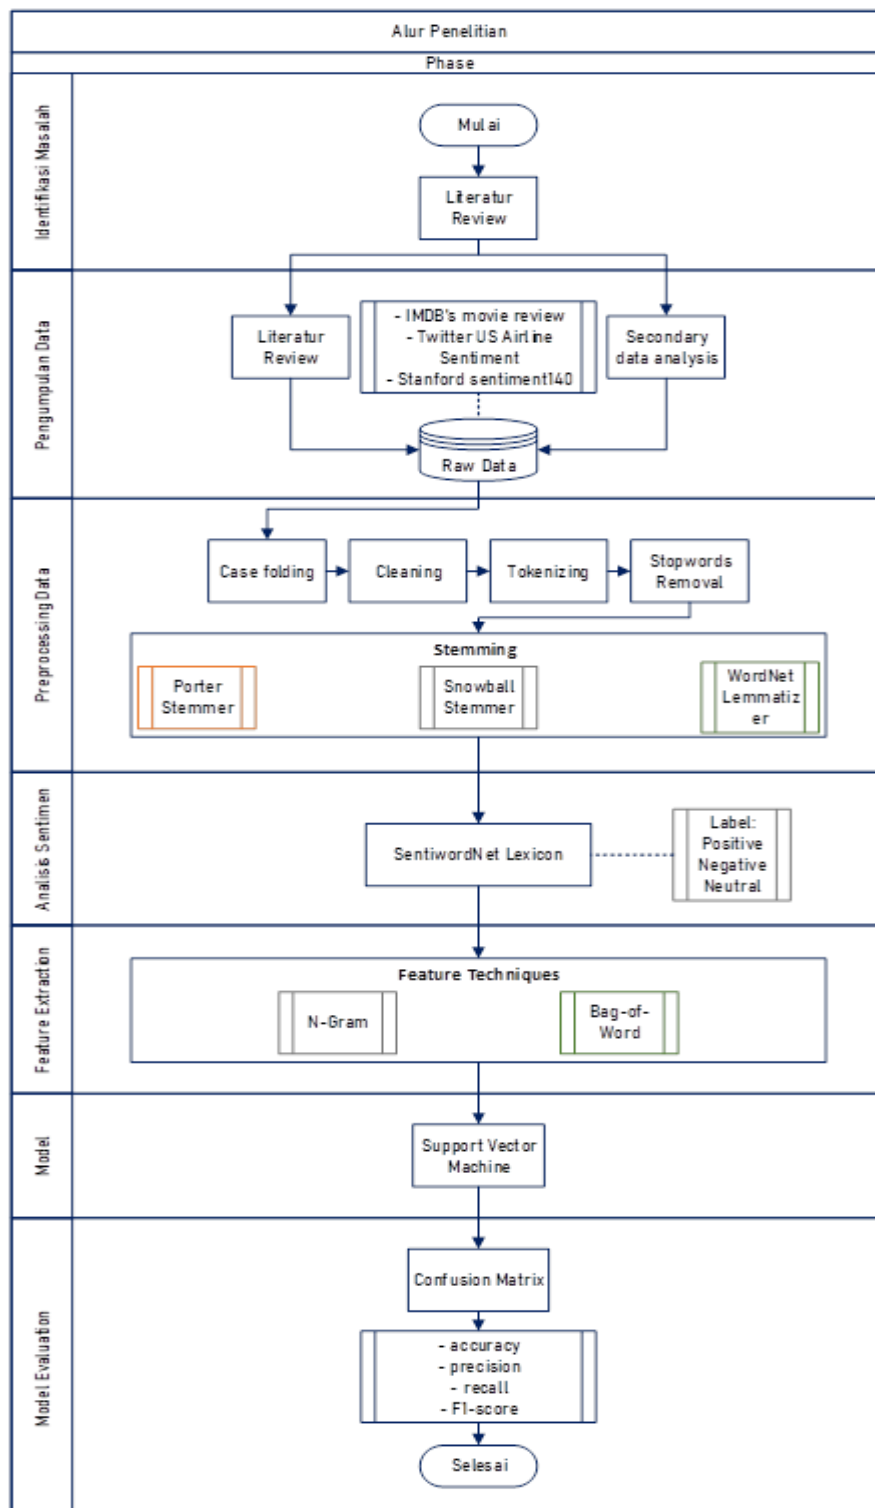 Alur Penelitian
Phase
Identifikasi Masalah
Mulai
Literatur
Review
Pengumpulan Data
Literatur
Review
- IMDB's movie review
- Twitter US Airline
Sentiment
- Stanford sentiment140
Secondary
data analysis
Raw Data
Preprocessing Data
Case folding
Cleaning
Tokenizing
Stopwords
Removal
Stemming
Porter
Stemmer
Snowball
Stemmer
WordNet
Lemmatiz
er
Analisis Sentimen
SentiwordNet Lexicon
Label:
Positive
Negative
Neutral
Feature Extraction
Feature Techniques
N-Gram
Bag-of-
Word
Model
Support Vector
Machine
Model Evaluation
Confusion Matrix
- accuracy
- precision
- recall
- F1-score
Selesai